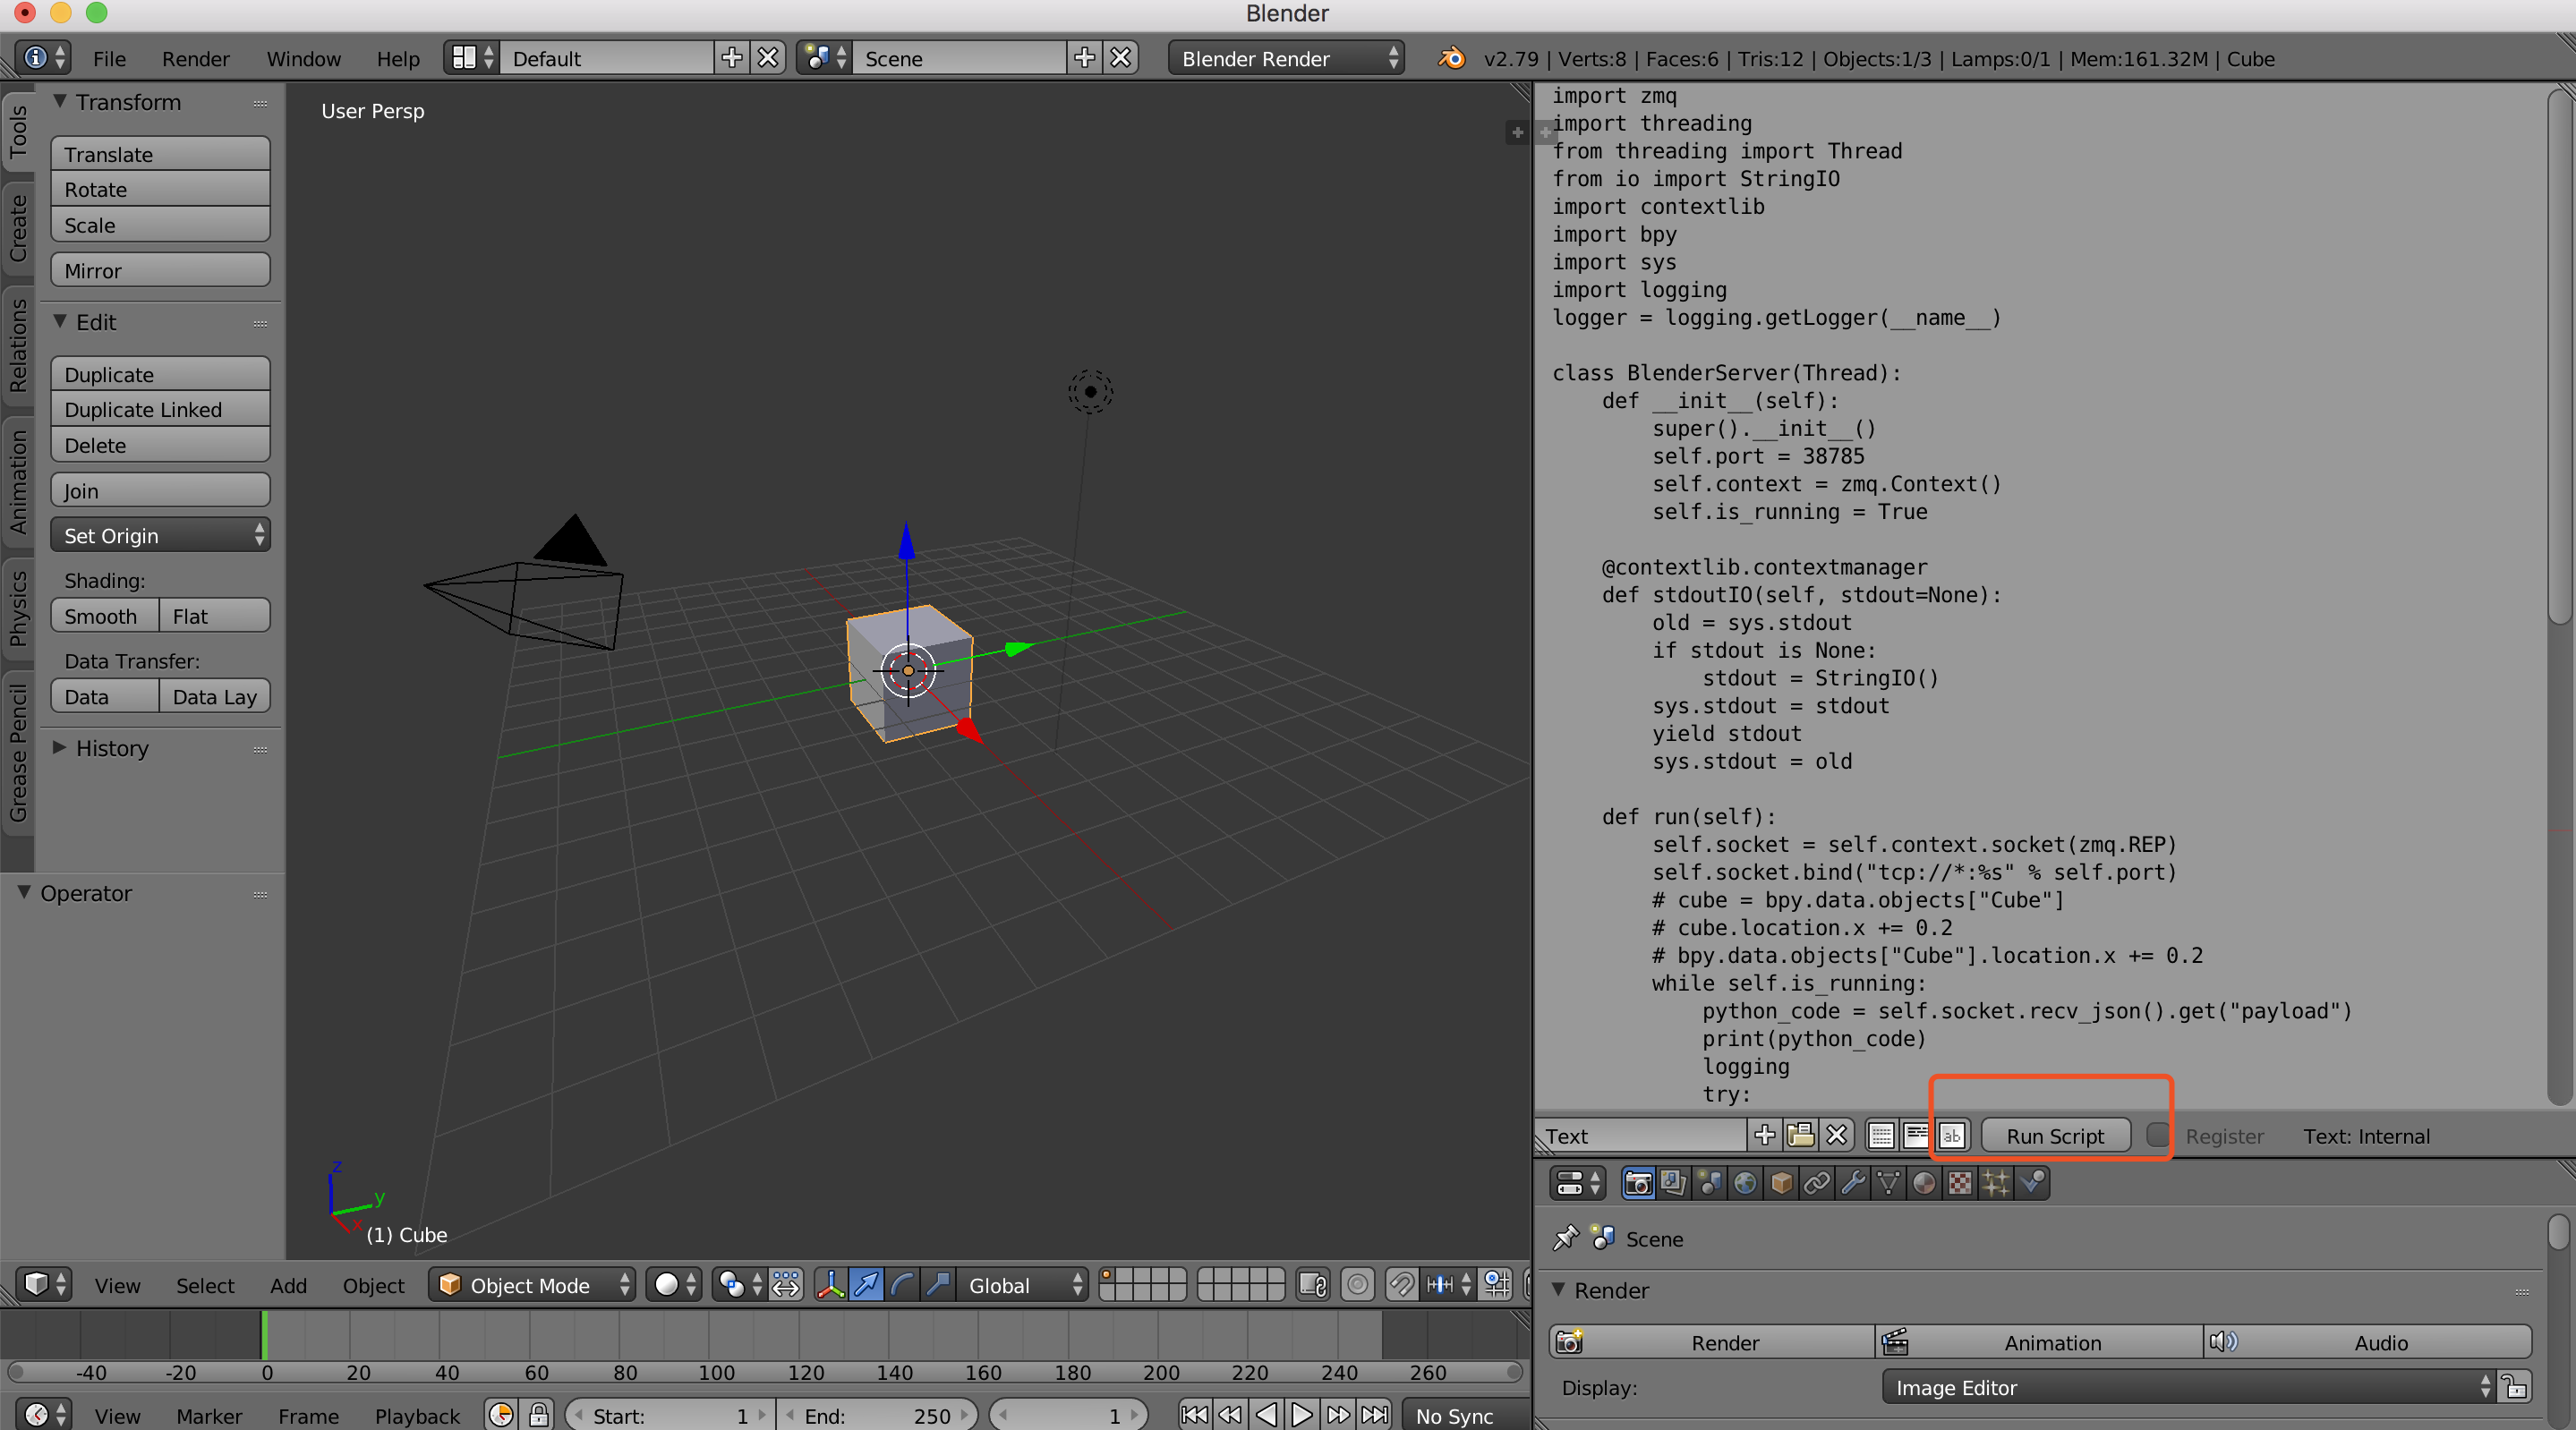 Blender
File Render Window Help Default Scene Blender Render v2.79 | Verts:8 | Faces:6 | Tris:12 | Objects:1/3 | Lamps:0/1 | Mem:161.32M | Cube
Tools
Create
Relations
Animation
Physics
Grease Pencil
Transform
Translate
Rotate
Scale
Mirror
Edit
Duplicate
Duplicate Linked
Delete
Join
Set Origin
Shading:
Smooth Flat
Data Transfer:
Data Data Lay
History
Operator
User Persp
z
y
x
(1) Cube
View Select Add Object Object Mode Global
-40 -20 0 20 40 60 80 100 120 140 160 180 200 220 240 260
View Marker Frame Playback Start: 1 End: 250 1 No Sync
import zmq
import threading
from threading import Thread
from io import StringIO
import contextlib
import bpy
import sys
import logging
logger = logging.getLogger(__name__)
class BlenderServer(Thread):
    def __init__(self):
        super().__init__()
        self.port = 38785
        self.context = zmq.Context()
        self.is_running = True
    @contextlib.contextmanager
    def stdoutIO(self, stdout=None):
        old = sys.stdout
        if stdout is None:
            stdout = StringIO()
        sys.stdout = stdout
        yield stdout
        sys.stdout = old
    def run(self):
        self.socket = self.context.socket(zmq.REP)
        self.socket.bind("tcp://*:%s" % self.port)
        # cube = bpy.data.objects["Cube"]
        # cube.location.x += 0.2
        # bpy.data.objects["Cube"].location.x += 0.2
        while self.is_running:
            python_code = self.socket.recv_json().get("payload")
            print(python_code)
            logging
            try:
Text ab Run Script Register Text: Internal
Scene
Render
Render Animation Audio
Display: Image Editor